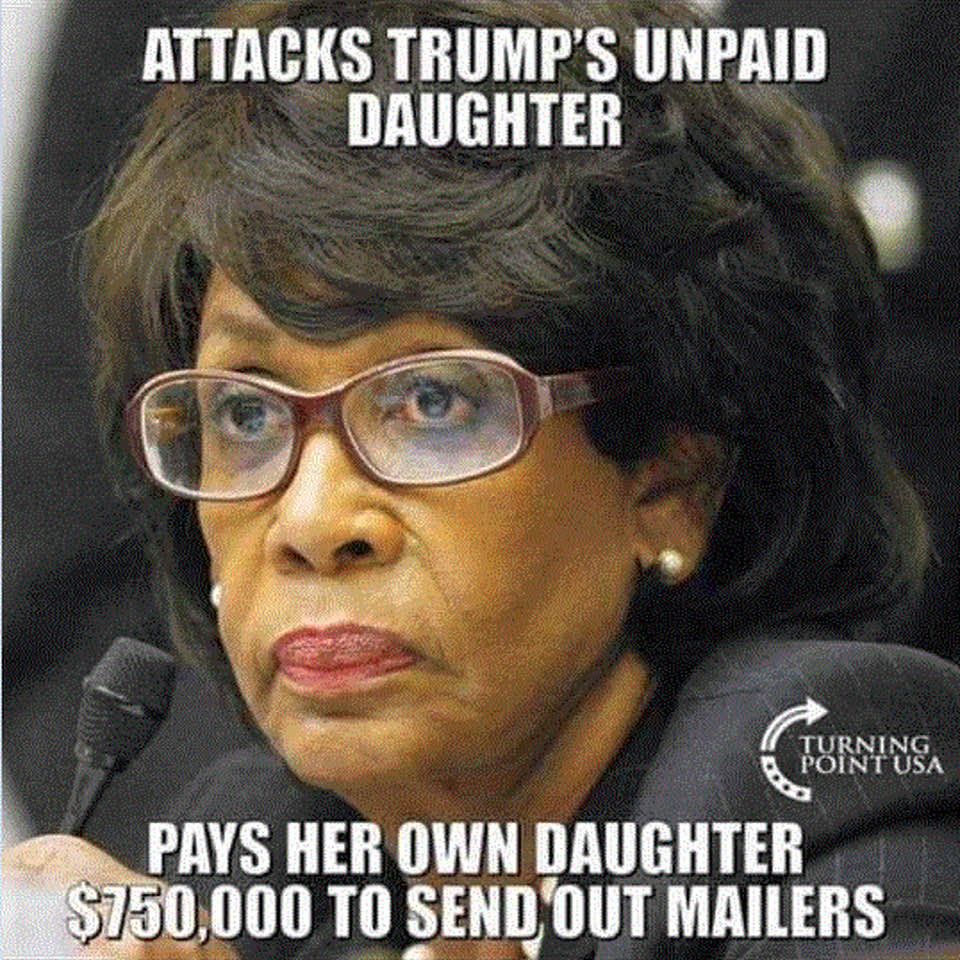 ATTACKS TRUMP'S UNPAID
DAUGHTER
TURNING
POINT USA
PAYS HER OWN DAUGHTER
$750,000 TO SEND OUT MAILERS